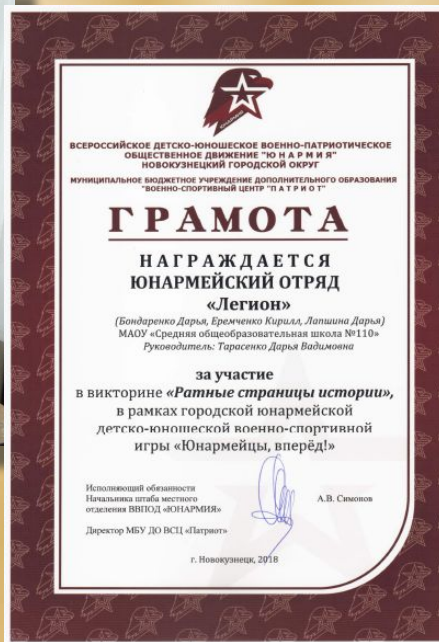 ВСЕРОССИЙСКОЕ ДЕТСКО-ЮНОШЕСКОЕ ВОЕННО-ПАТРИОТИЧЕСКОЕ
ОБЩЕСТВЕННОЕ ДВИЖЕНИЕ "Ю Н А Р М И Я"
НОВОКУЗНЕЦКИЙ ГОРОДСКОЙ ОКРУГ
МУНИЦИПАЛЬНОЕ БЮДЖЕТНОЕ УЧРЕЖДЕНИЕ ДОПОЛНИТЕЛЬНОГО ОБРАЗОВАНИЯ
"ВОЕННО-СПОРТИВНЫЙ ЦЕНТР "П А Т Р И О Т"
ГРАМОТА
НАГРАЖДАЕТСЯ
ЮНАРМЕЙСКИЙ ОТРЯД
«Легион»
(Бондаренко Дарья, Еремченко Кирилл, Лапшина Дарья)
МАОУ «Средняя общеобразовательная школа №110»
Руководитель: Тарасенко Дарья Вадимовна
за участие
в викторине «Ратные страницы истории»,
в рамках городской юнармейской
детско-юношеской военно-спортивной
игры «Юнармейцы, вперёд!»
Исполняющий обязанности
Начальника штаба местного
отделения ВВПОД «ЮНАРМИЯ»
А.В. Симонов
Директор МБУ ДО ВСЦ «Патриот»
г. Новокузнецк, 2018